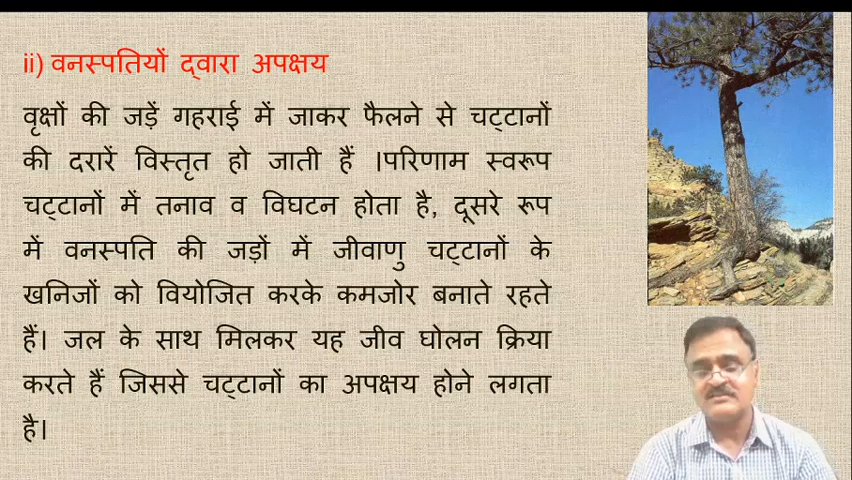 ii) वनस्पतियों द्वारा अपक्षय
वृक्षों की जड़ें गहराई में जाकर फैलने से चट्टानों
की दरारें विस्तृत हो जाती हैं ।परिणाम स्वरूप
चट्टानों में तनाव व विघटन होता है, दूसरे रूप
में वनस्पति की जड़ों में जीवाणु चट्टानों के
खनिजों को वियोजित करके कमजोर बनाते रहते
हैं। जल के साथ मिलकर यह जीव घोलन क्रिया
करते हैं जिससे चट्टानों का अपक्षय होने लगता
है।